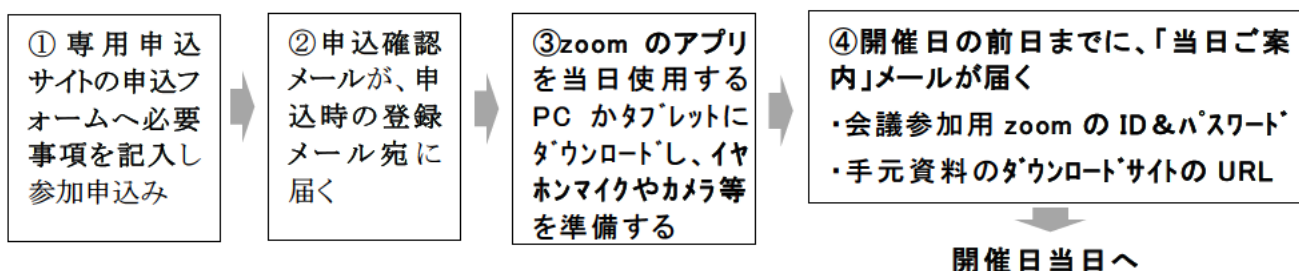 ① 専用申込
サイトの申込フ
ォームへ必要
事項を記入し
参加申込み
②申込確認
メールが、申
込時の登録
メール宛に
届く
③zoom のアプリ
を当日使用する
PC かﾀﾌﾞﾚｯﾄに
ﾀﾞｳﾝﾛｰﾄﾞし、ｲﾔ
ﾎﾝﾏｲｸやｶﾒﾗ等
を準備する
④開催日の前日までに、「当日ご案
内」メールが届く
・会議参加用 zoom の ID＆ﾊﾟｽﾜｰﾄﾞ
・手元資料のﾀﾞｳﾝﾛｰﾄﾞｻｲﾄの URL
開催日当日へ